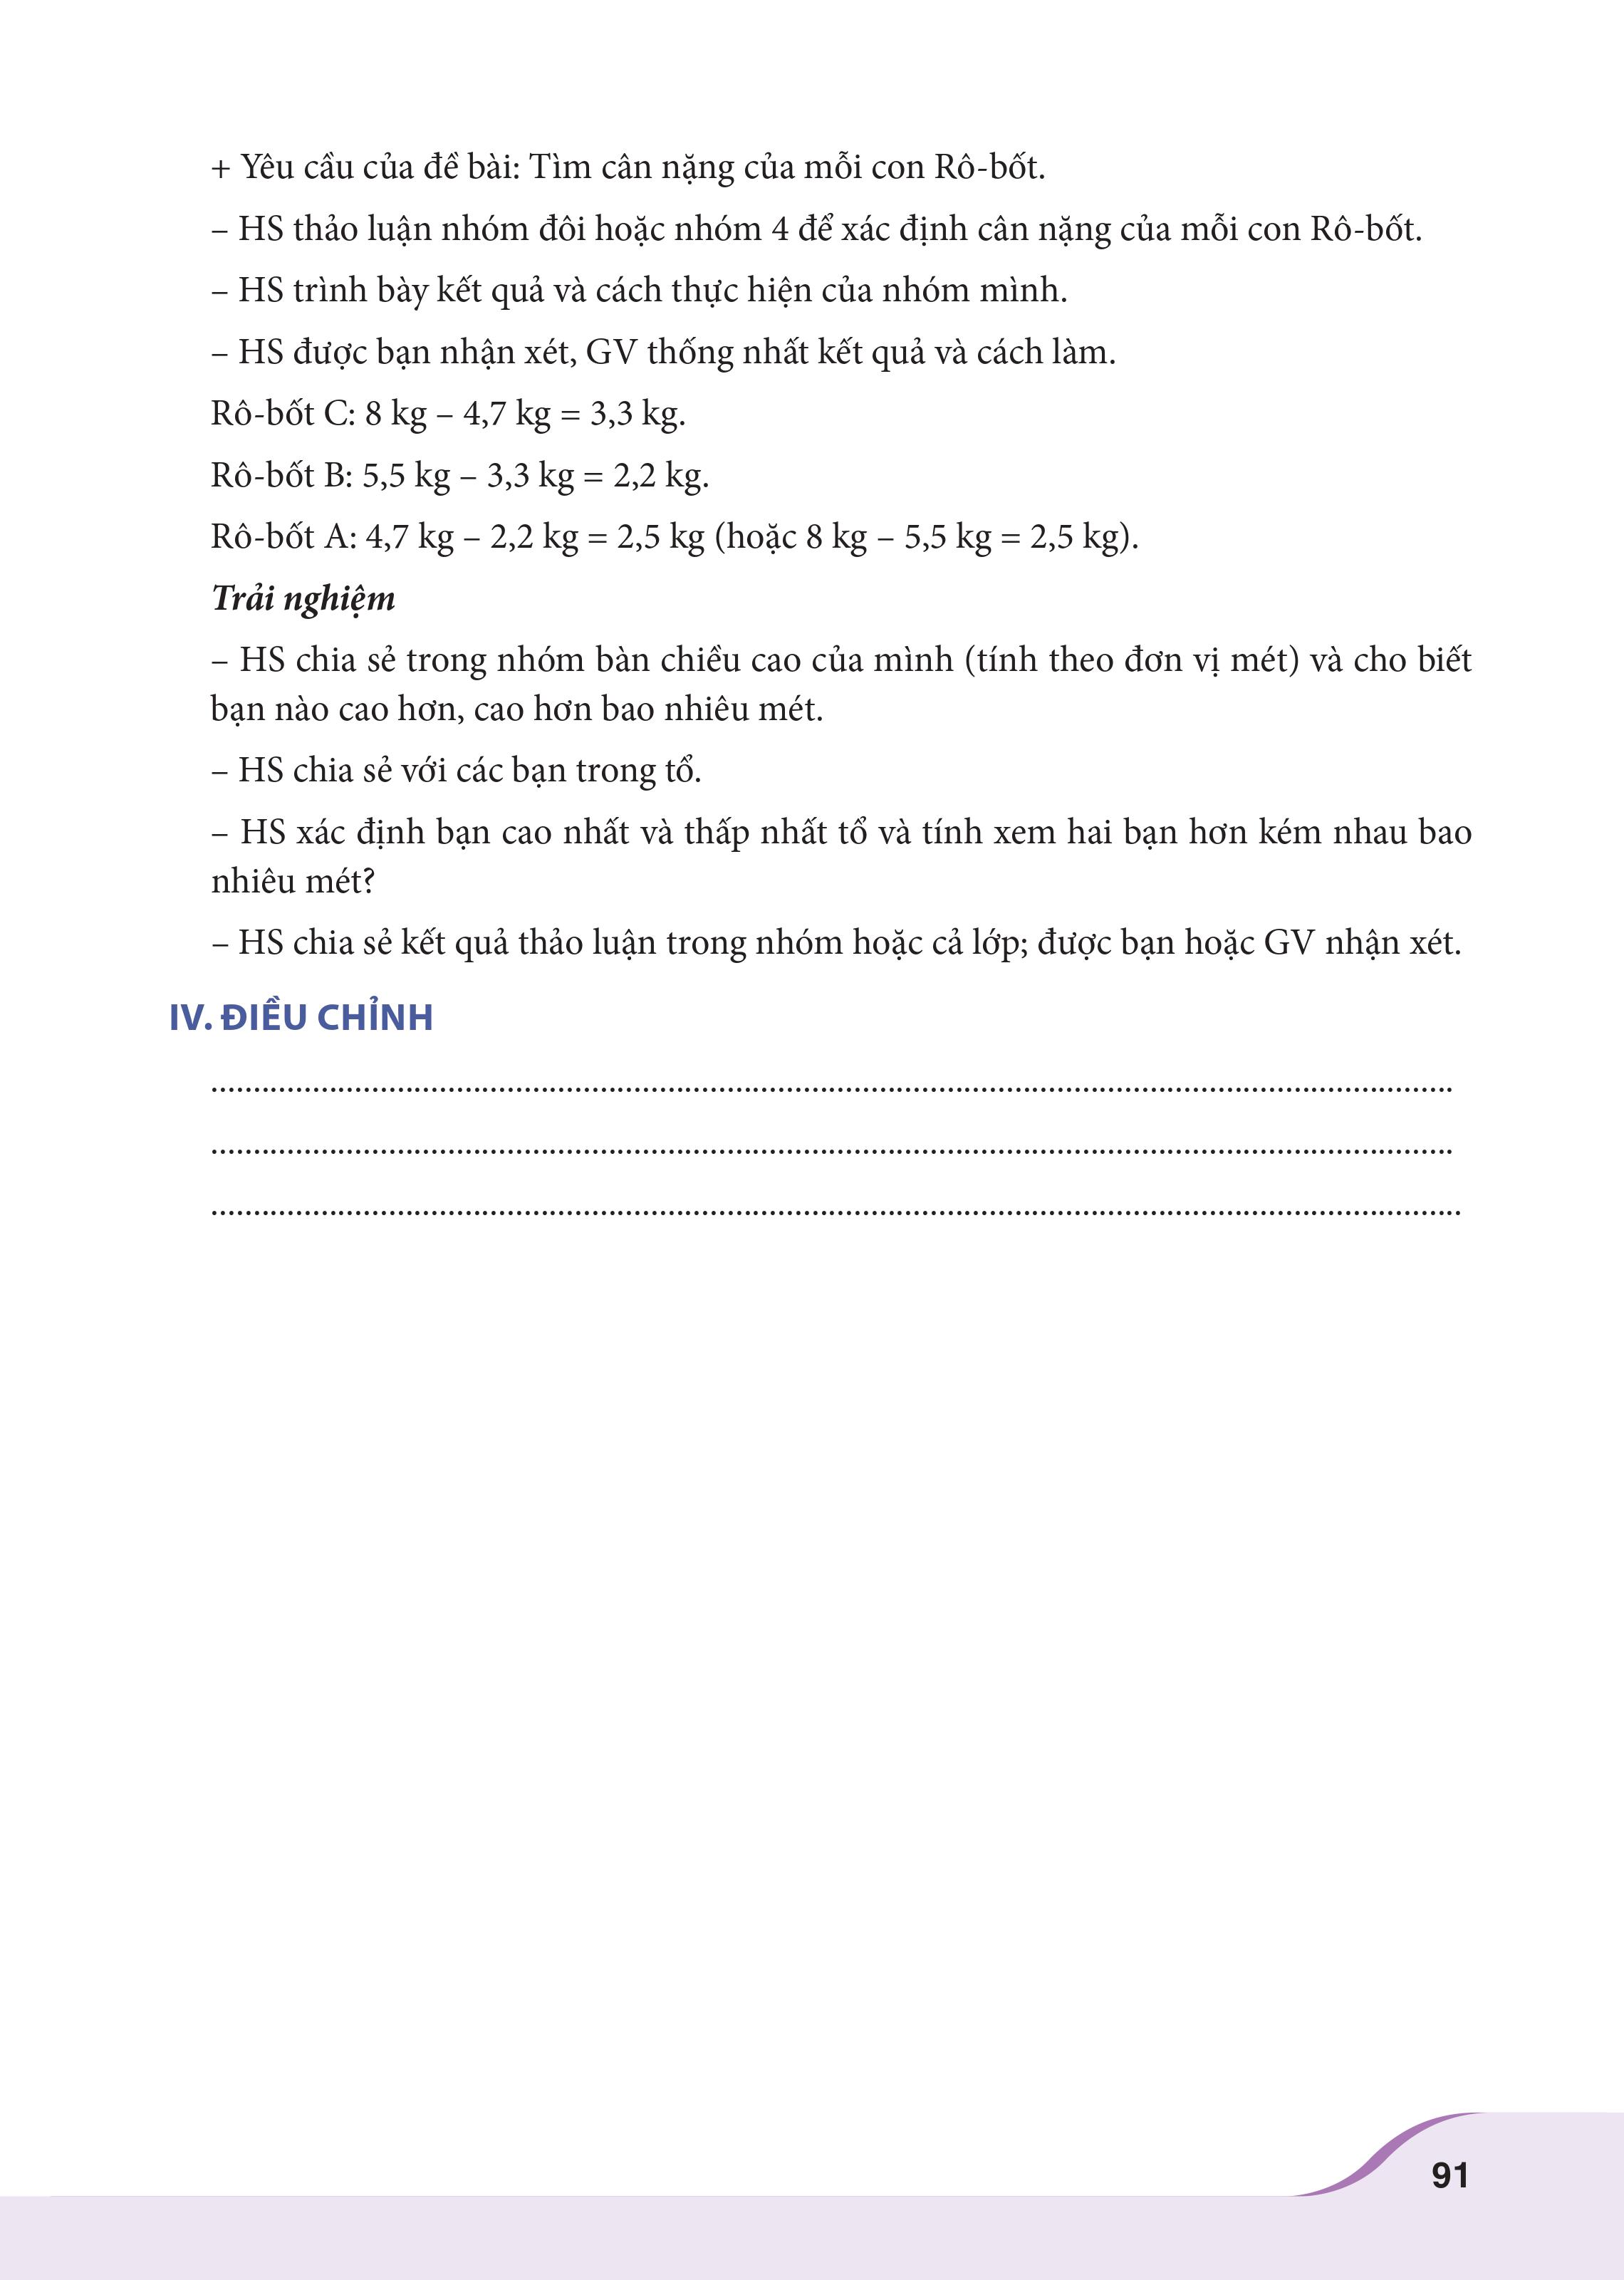 + Yêu cầu của đề bài: Tìm cân nặng của mỗi con Rô-bốt.
– HS thảo luận nhóm đôi hoặc nhóm 4 để xác định cân nặng của mỗi con Rô-bốt.
– HS trình bày kết quả và cách thực hiện của nhóm mình.
– HS được bạn nhận xét, GV thống nhất kết quả và cách làm.
Rô-bốt C: 8 kg – 4,7 kg = 3,3 kg.
Rô-bốt B: 5,5 kg – 3,3 kg = 2,2 kg.
Rô-bốt A: 4,7 kg – 2,2 kg = 2,5 kg (hoặc 8 kg – 5,5 kg = 2,5 kg).
Trải nghiệm
– HS chia sẻ trong nhóm bàn chiều cao của mình (tính theo đơn vị mét) và cho biết
bạn nào cao hơn, cao hơn bao nhiêu mét.
– HS chia sẻ với các bạn trong tổ.
– HS xác định bạn cao nhất và thấp nhất tổ và tính xem hai bạn hơn kém nhau bao
nhiêu mét?
– HS chia sẻ kết quả thảo luận trong nhóm hoặc cả lớp; được bạn hoặc GV nhận xét.
IV. ĐIỀU CHỈNH
91